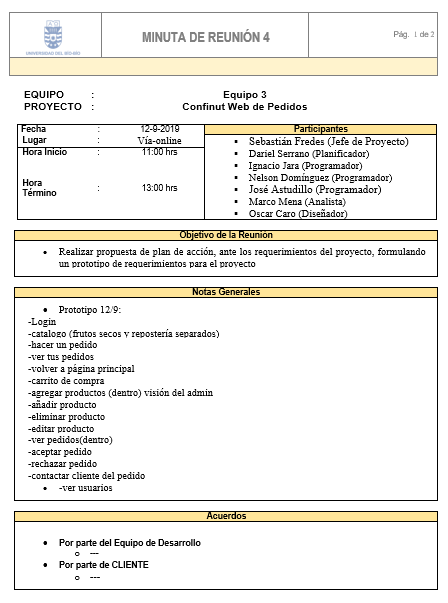 UNIVERSIDAD DEL BÍO-BÍO
MINUTA DE REUNIÓN 4
Pág. 1 de 2
EQUIPO : Equipo 3
PROYECTO : Confinut Web de Pedidos
Fecha : 12-9-2019
Lugar : Vía-online
Hora Inicio : 11:00 hrs
Hora
Término : 13:00 hrs
Participantes
▪ Sebastián Fredes (Jefe de Proyecto)
▪ Dariel Serrano (Planificador)
▪ Ignacio Jara (Programador)
▪ Nelson Domínguez (Programador)
▪ José Astudillo (Programador)
▪ Marco Mena (Analista)
▪ Oscar Caro (Diseñador)
Objetivo de la Reunión
• Realizar propuesta de plan de acción, ante los requerimientos del proyecto, formulando
un prototipo de requerimientos para el proyecto
Notas Generales
• Prototipo 12/9:
-Login
-catalogo (frutos secos y repostería separados)
-hacer un pedido
-ver tus pedidos
-volver a página principal
-carrito de compra
-agregar productos (dentro) visión del admin
-añadir producto
-eliminar producto
-editar producto
-ver pedidos(dentro)
-aceptar pedido
-rechazar pedido
-contactar cliente del pedido
• -ver usuarios
Acuerdos
• Por parte del Equipo de Desarrollo
o ---
• Por parte de CLIENTE
o ---